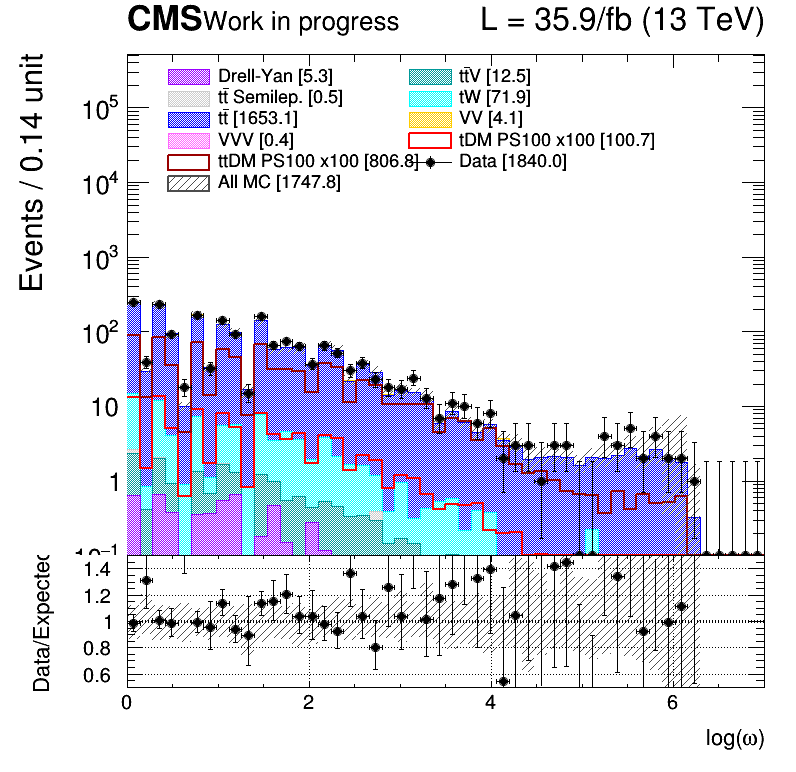 CMS Work in progress L = 35.9/fb (13 TeV)
Events / 0.14 unit
Drell-Yan [5.3] tt̄V [12.5]
tt̄ Semilep. [0.5] tW [71.9]
tt̄ [1653.1] VV [4.1]
VVV [0.4] tDM PS100 x100 [100.7]
ttDM PS100 x100 [806.8] Data [1840.0]
All MC [1747.8]
10⁵
10⁴
10³
10²
10
1
10⁻¹
Data/Expected
1.4
1.2
1
0.8
0.6
0 2 4 6
log(ω)